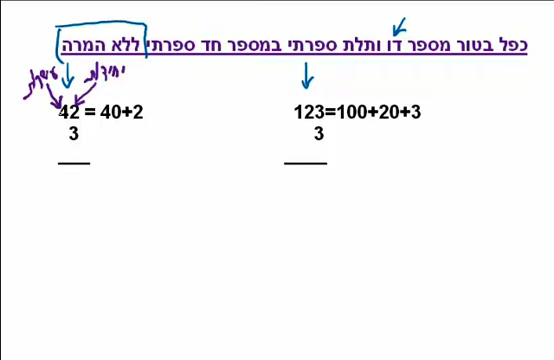 כפל בטור מספר דו ותלת ספרתי במספר חד ספרתי ללא המרה
עשרות יחידות
42 = 40+2
3
123=100+20+3
3